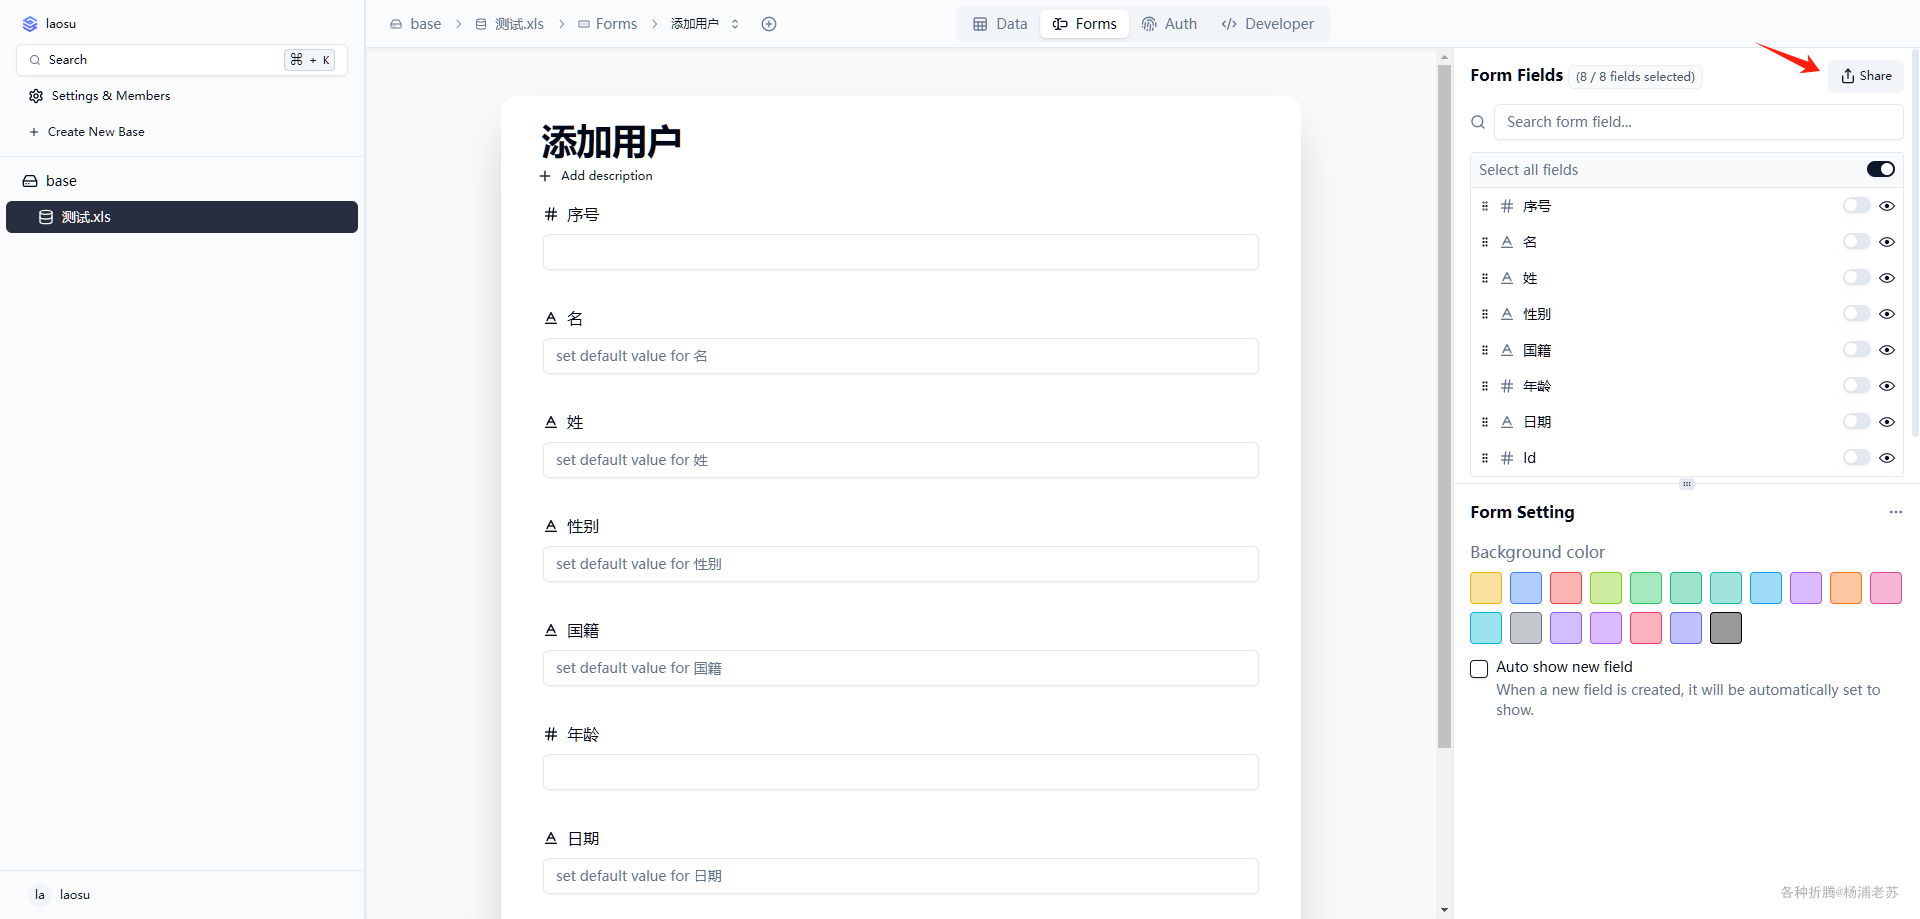 laosu
Search
⌘ + K
Settings & Members
Create New Base
base
测试.xls
la laosu
base
测试.xls
Forms
添加用户
Data
Forms
Auth
Developer
添加用户
Add description
序号
名
set default value for 名
姓
set default value for 姓
性别
set default value for 性别
国籍
set default value for 国籍
年龄
日期
set default value for 日期
Form Fields (8 / 8 fields selected)
Share
Search form field...
Select all fields
序号
名
姓
性别
国籍
年龄
日期
Id
Form Setting
Background color
Auto show new field
When a new field is created, it will be automatically set to
show.
各种折腾@杨浦老苏